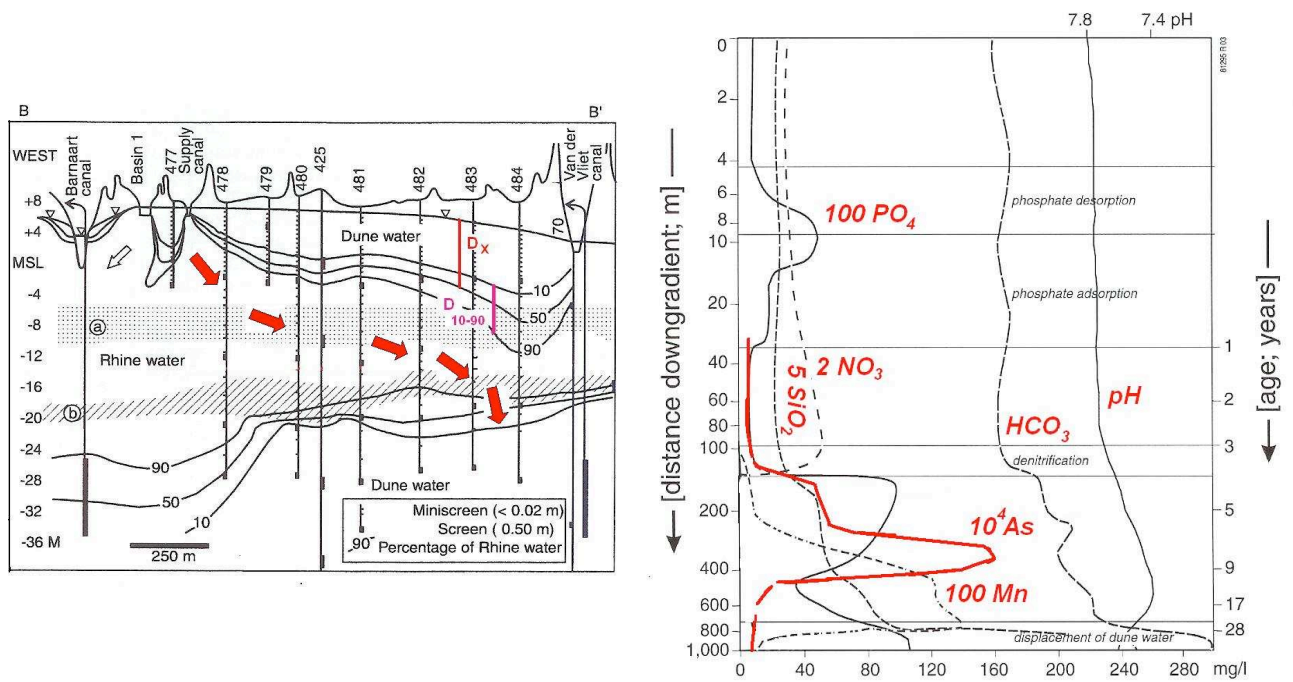 B
B'
WEST
Barnaart
canal
Basin 1
477
Supply
canal
478
479
480
425
481
482
483
484
Van der
Vliet
canal
+8
+4
MSL
-4
-8
-12
-16
-20
-24
-28
-32
-36 M
Dune water
70
DX
D
10-90
10
50
90
a
Rhine water
b
90
50
10
Dune water
250 m
Miniscreen (< 0.02 m)
Screen ( 0.50 m)
90 Percentage of Rhine water
7.8
7.4 pH
81295 R 03
[distance downgradient; m]
0
2
4
6
8
10
20
40
60
80
100
200
400
600
800
1,000
phosphate desorption
100 PO4
phosphate adsorption
2 NO3
5 SiO2
HCO3
pH
denitrification
10^4As
100 Mn
displacement of dune water
1
2
3
5
9
17
28
[age; years]
0
40
80
120
160
200
240
280
mg/l